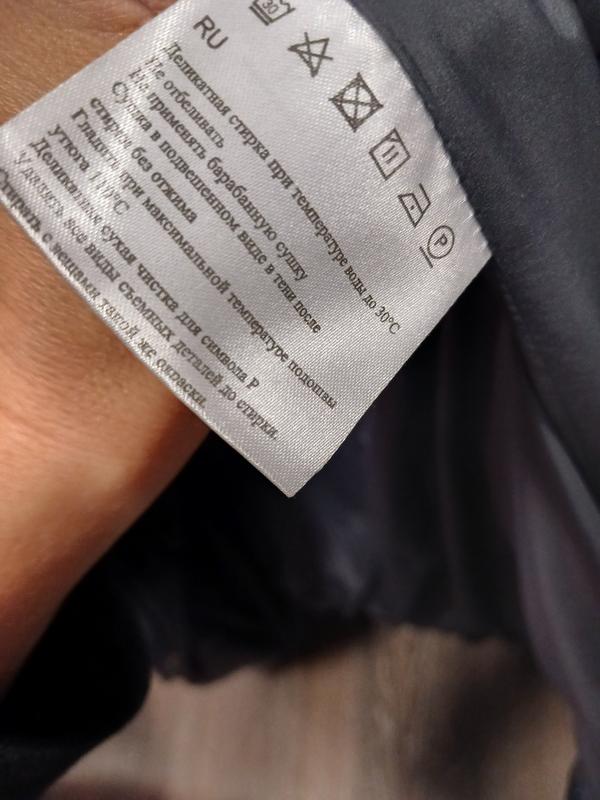 30
RU
P
Деликатная стирка при температуре воды до 30°C
Не отбеливать
Не применять барабанную сушку
Сушка в подвешенном виде в тени после
стирки без отжима
Гладить при максимальной температуре подошвы
утюга 110°C
Деликатная сухая чистка для символа P
Удалить все виды съемных деталей до стирки.
Стирать с вещами такой же окраски.